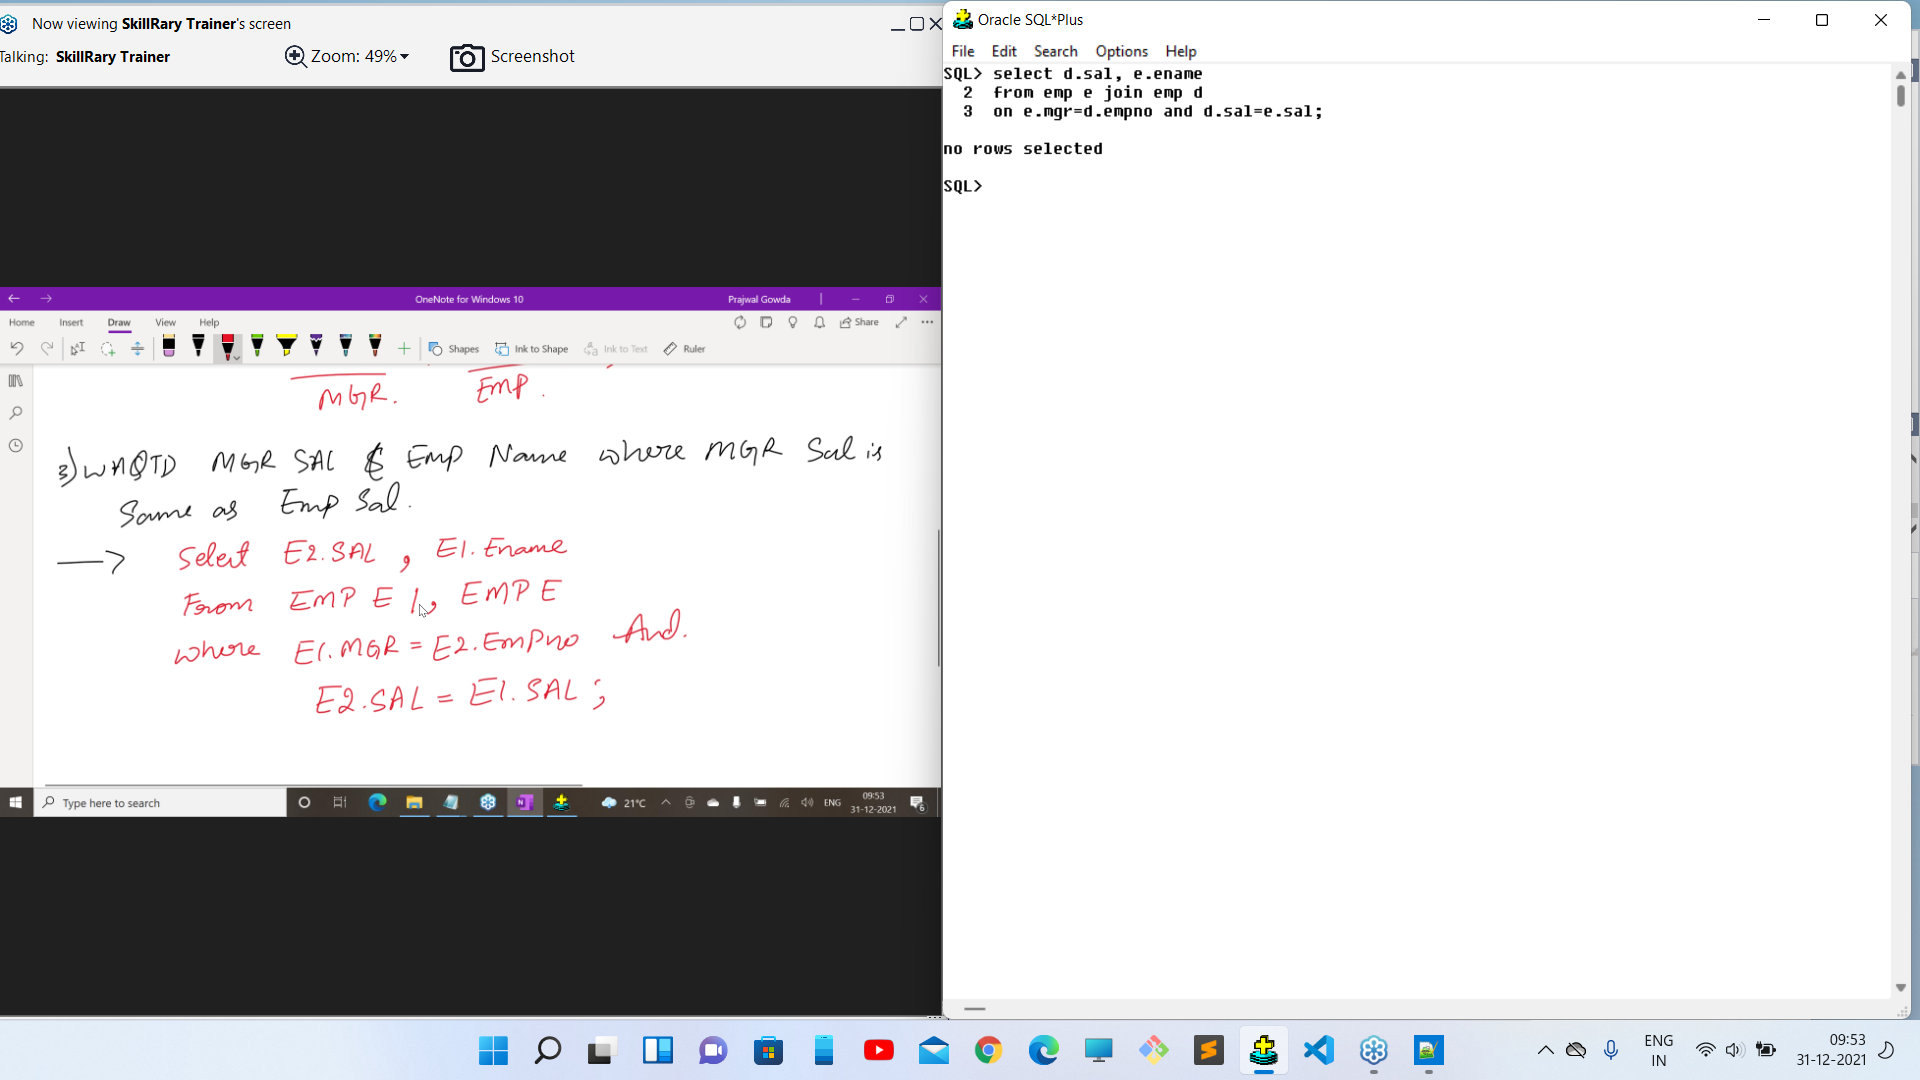 Now viewing SkillRary Trainer's screen
Talking: SkillRary Trainer
Zoom: 49%
Screenshot
OneNote for Windows 10
Prajwal Gowda
Home Insert Draw View Help
Share
Shapes
Ink to Shape
Ink to Text
Ruler
MGR.
EMP.
3) WAQTD MGR SAL & Emp Name where MGR Sal is
Same as Emp Sal.
Select E2.SAL , E1.Ename
From EMP E1, EMP E
where E1.MGR = E2.EmPno And.
E2.SAL = E1.SAL ;
Type here to search
21°C
ENG
09:53
31-12-2021
6
Oracle SQL*Plus
File Edit Search Options Help
SQL> select d.sal, e.ename
2 from emp e join emp d
3 on e.mgr=d.empno and d.sal=e.sal;
no rows selected
SQL>
ENG
IN
09:53
31-12-2021